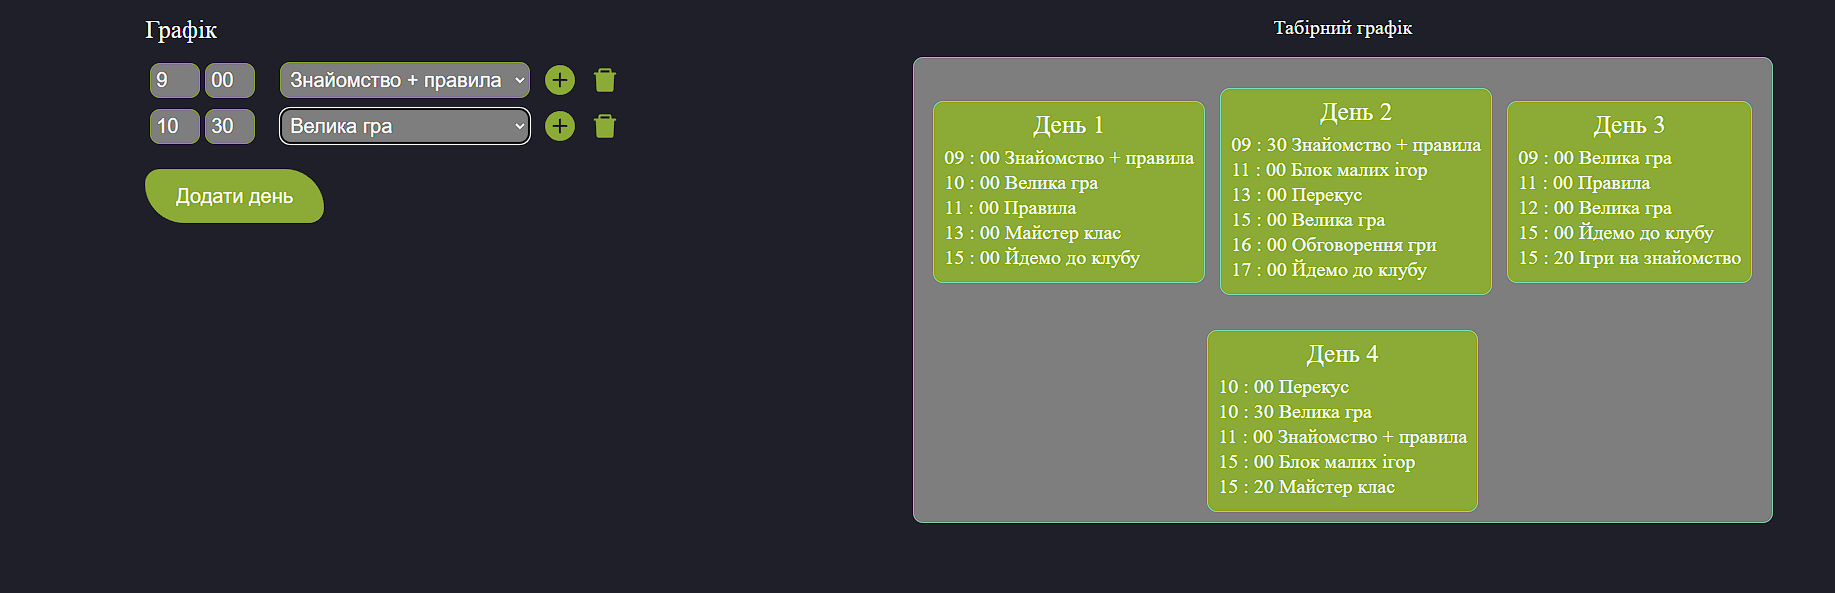 Графік
9 00 Знайомство + правила
10 30 Велика гра
Додати день
Табірний графік
День 1
09 : 00 Знайомство + правила
10 : 00 Велика гра
11 : 00 Правила
13 : 00 Майстер клас
15 : 00 Йдемо до клубу
День 2
09 : 30 Знайомство + правила
11 : 00 Блок малих ігор
13 : 00 Перекус
15 : 00 Велика гра
16 : 00 Обговорення гри
17 : 00 Йдемо до клубу
День 3
09 : 00 Велика гра
11 : 00 Правила
12 : 00 Велика гра
15 : 00 Йдемо до клубу
15 : 20 Ігри на знайомство
День 4
10 : 00 Перекус
10 : 30 Велика гра
11 : 00 Знайомство + правила
15 : 00 Блок малих ігор
15 : 20 Майстер клас